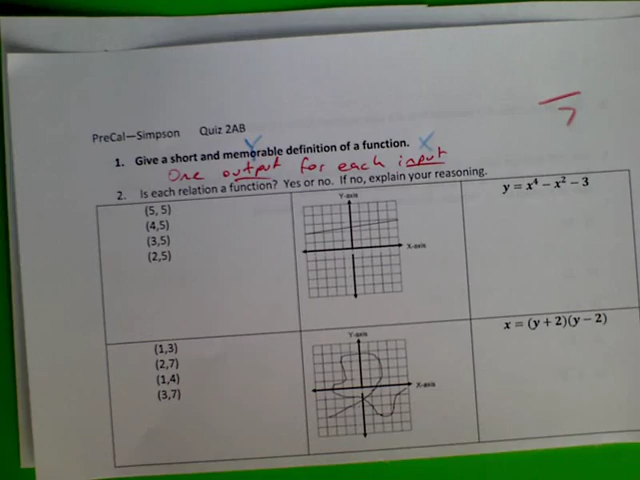 PreCal—Simpson Quiz 2AB
7
1. Give a short and memorable definition of a function.
Y X
One output for each input
2. Is each relation a function? Yes or no. If no, explain your reasoning.
(5, 5)
(4,5)
(3,5)
(2,5)
Y-axis
X-axis
y = x⁴ − x² − 3
(1,3)
(2,7)
(1,4)
(3,7)
Y-axis
X-axis
x = (y + 2)(y − 2)